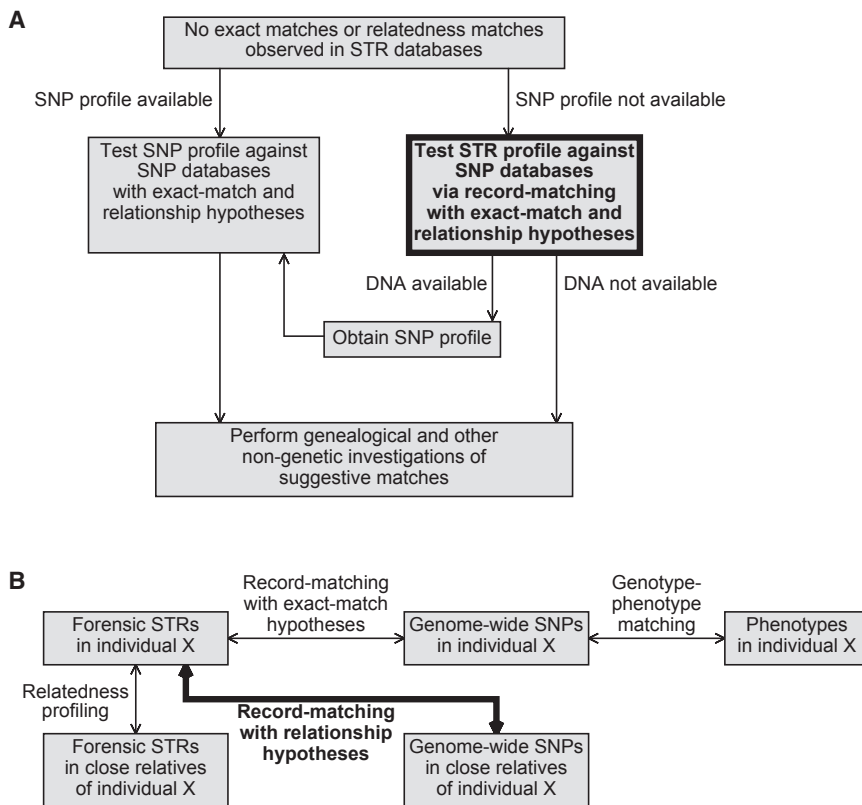 A
No exact matches or relatedness matches
observed in STR databases
SNP profile available
SNP profile not available
Test SNP profile against
SNP databases
with exact-match and
relationship hypotheses
Test STR profile against
SNP databases
via record-matching
with exact-match and
relationship hypotheses
DNA available
DNA not available
Obtain SNP profile
Perform genealogical and other
non-genetic investigations of
suggestive matches
B
Record-matching
with exact-match
hypotheses
Genotype-
phenotype
matching
Forensic STRs
in individual X
Genome-wide SNPs
in individual X
Phenotypes
in individual X
Relatedness
profiling
Record-matching
with relationship
hypotheses
Forensic STRs
in close relatives
of individual X
Genome-wide SNPs
in close relatives
of individual X